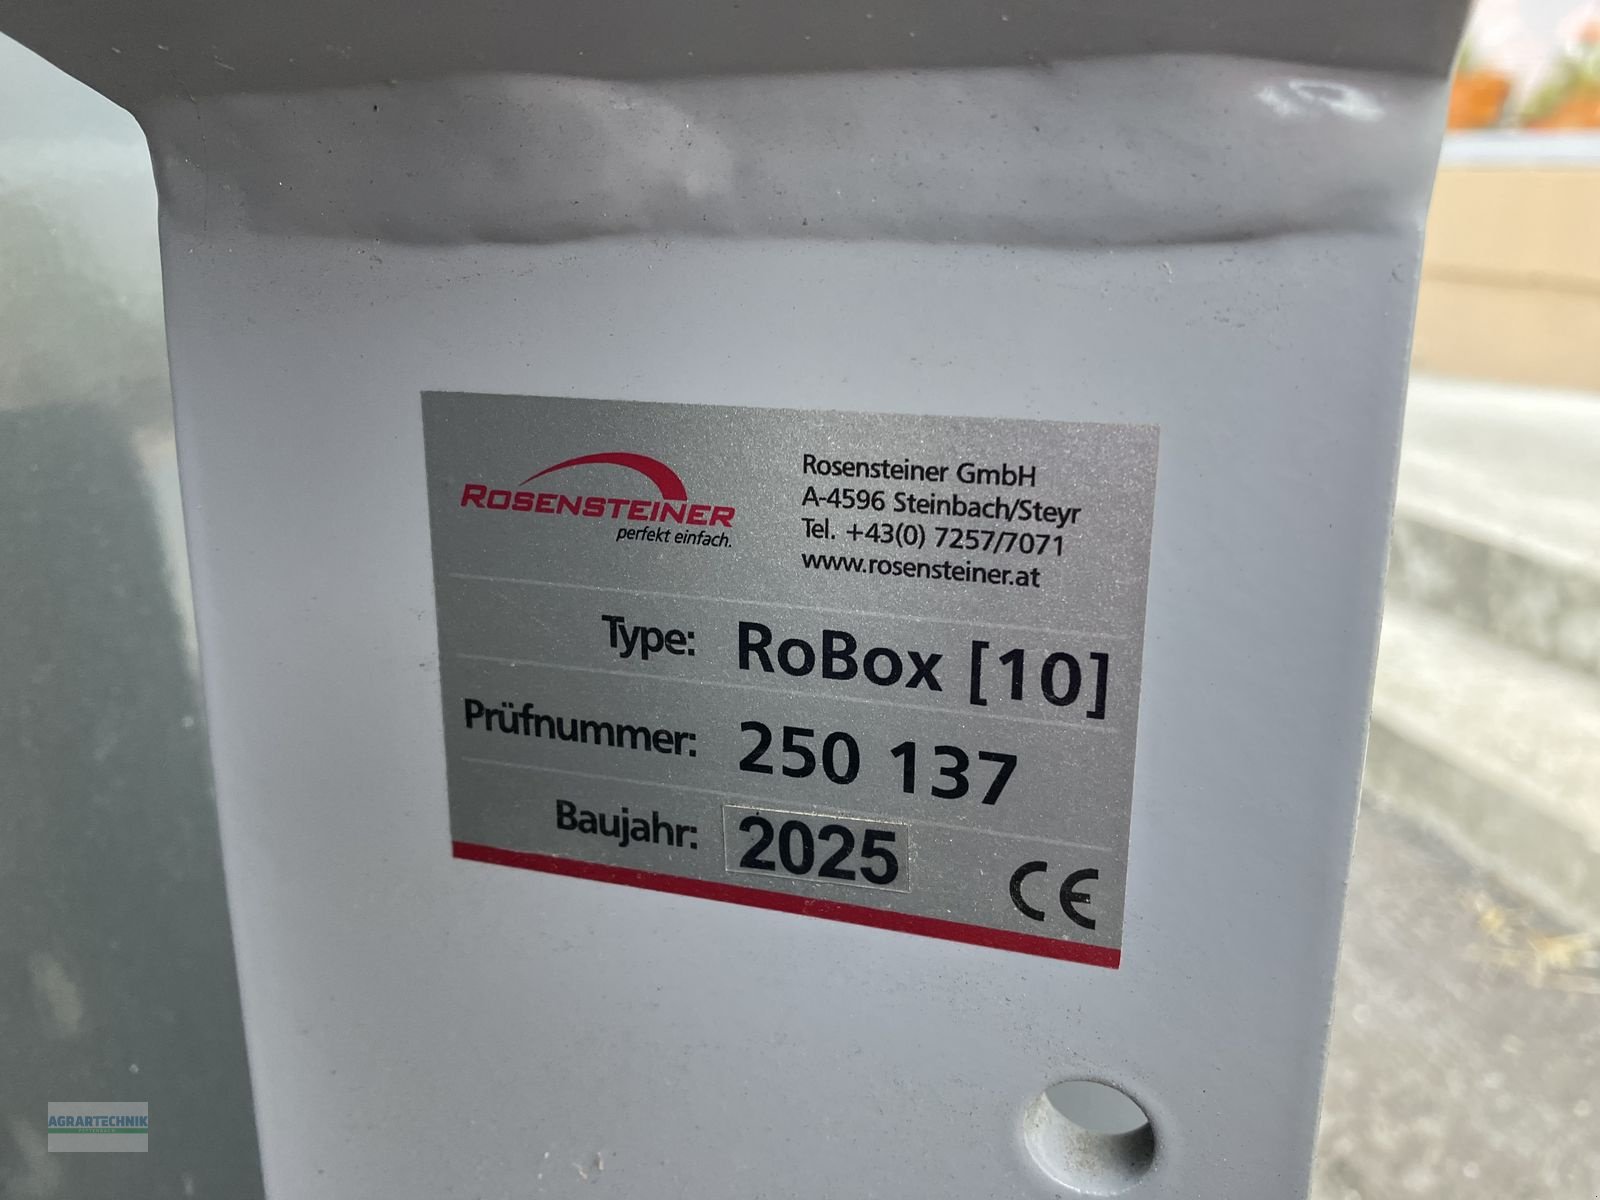 ROSENSTEINER
perfekt einfach.
Rosensteiner GmbH
A-4596 Steinbach/Steyr
Tel. +43(0) 7257/7071
www.rosensteiner.at
Type: RoBox [10]
Prüfnummer: 250 137
Baujahr: 2025
CE
AGRARTECHNIK